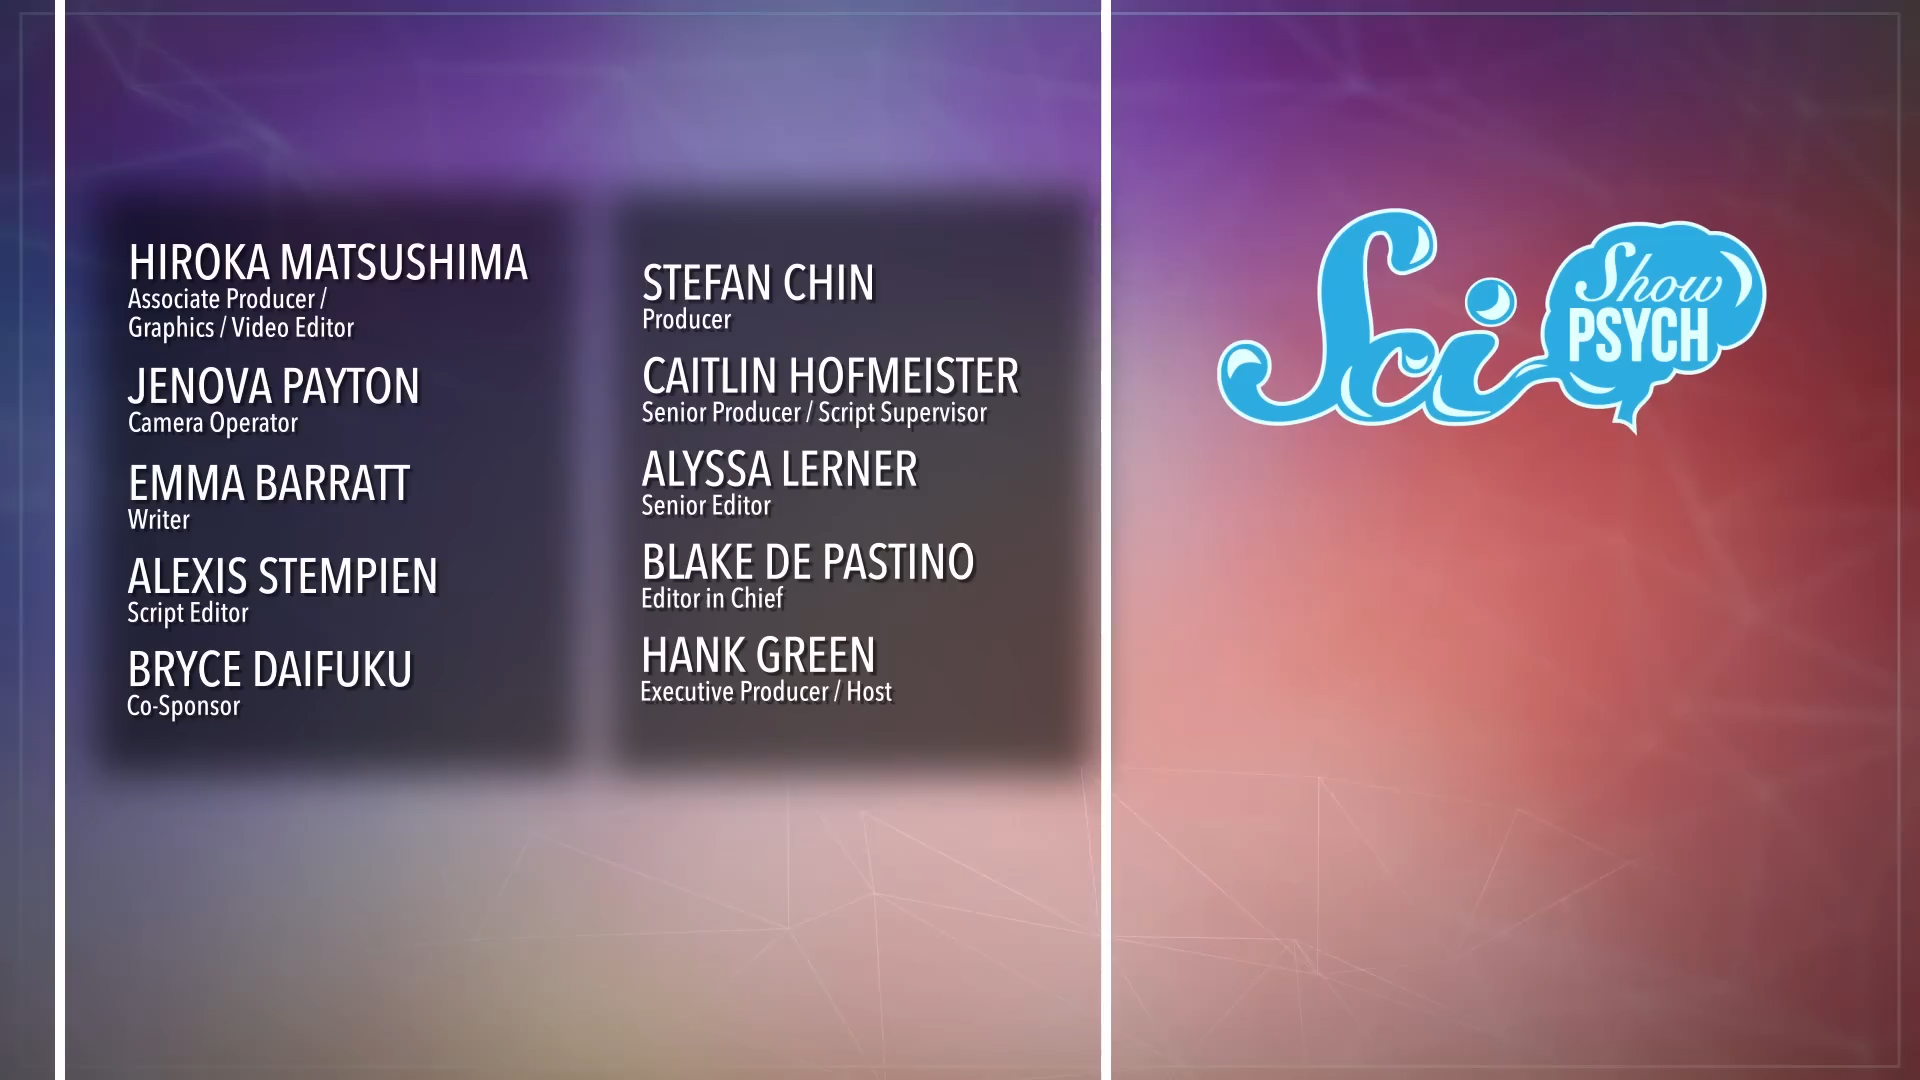 HIROKA MATSUSHIMA
Associate Producer /
Graphics / Video Editor
JENOVA PAYTON
Camera Operator
EMMA BARRATT
Writer
ALEXIS STEMPIEN
Script Editor
BRYCE DAIFUKU
Co-Sponsor
STEFAN CHIN
Producer
CAITLIN HOFMEISTER
Senior Producer / Script Supervisor
ALYSSA LERNER
Senior Editor
BLAKE DE PASTINO
Editor in Chief
HANK GREEN
Executive Producer / Host
Sci Show
PSYCH